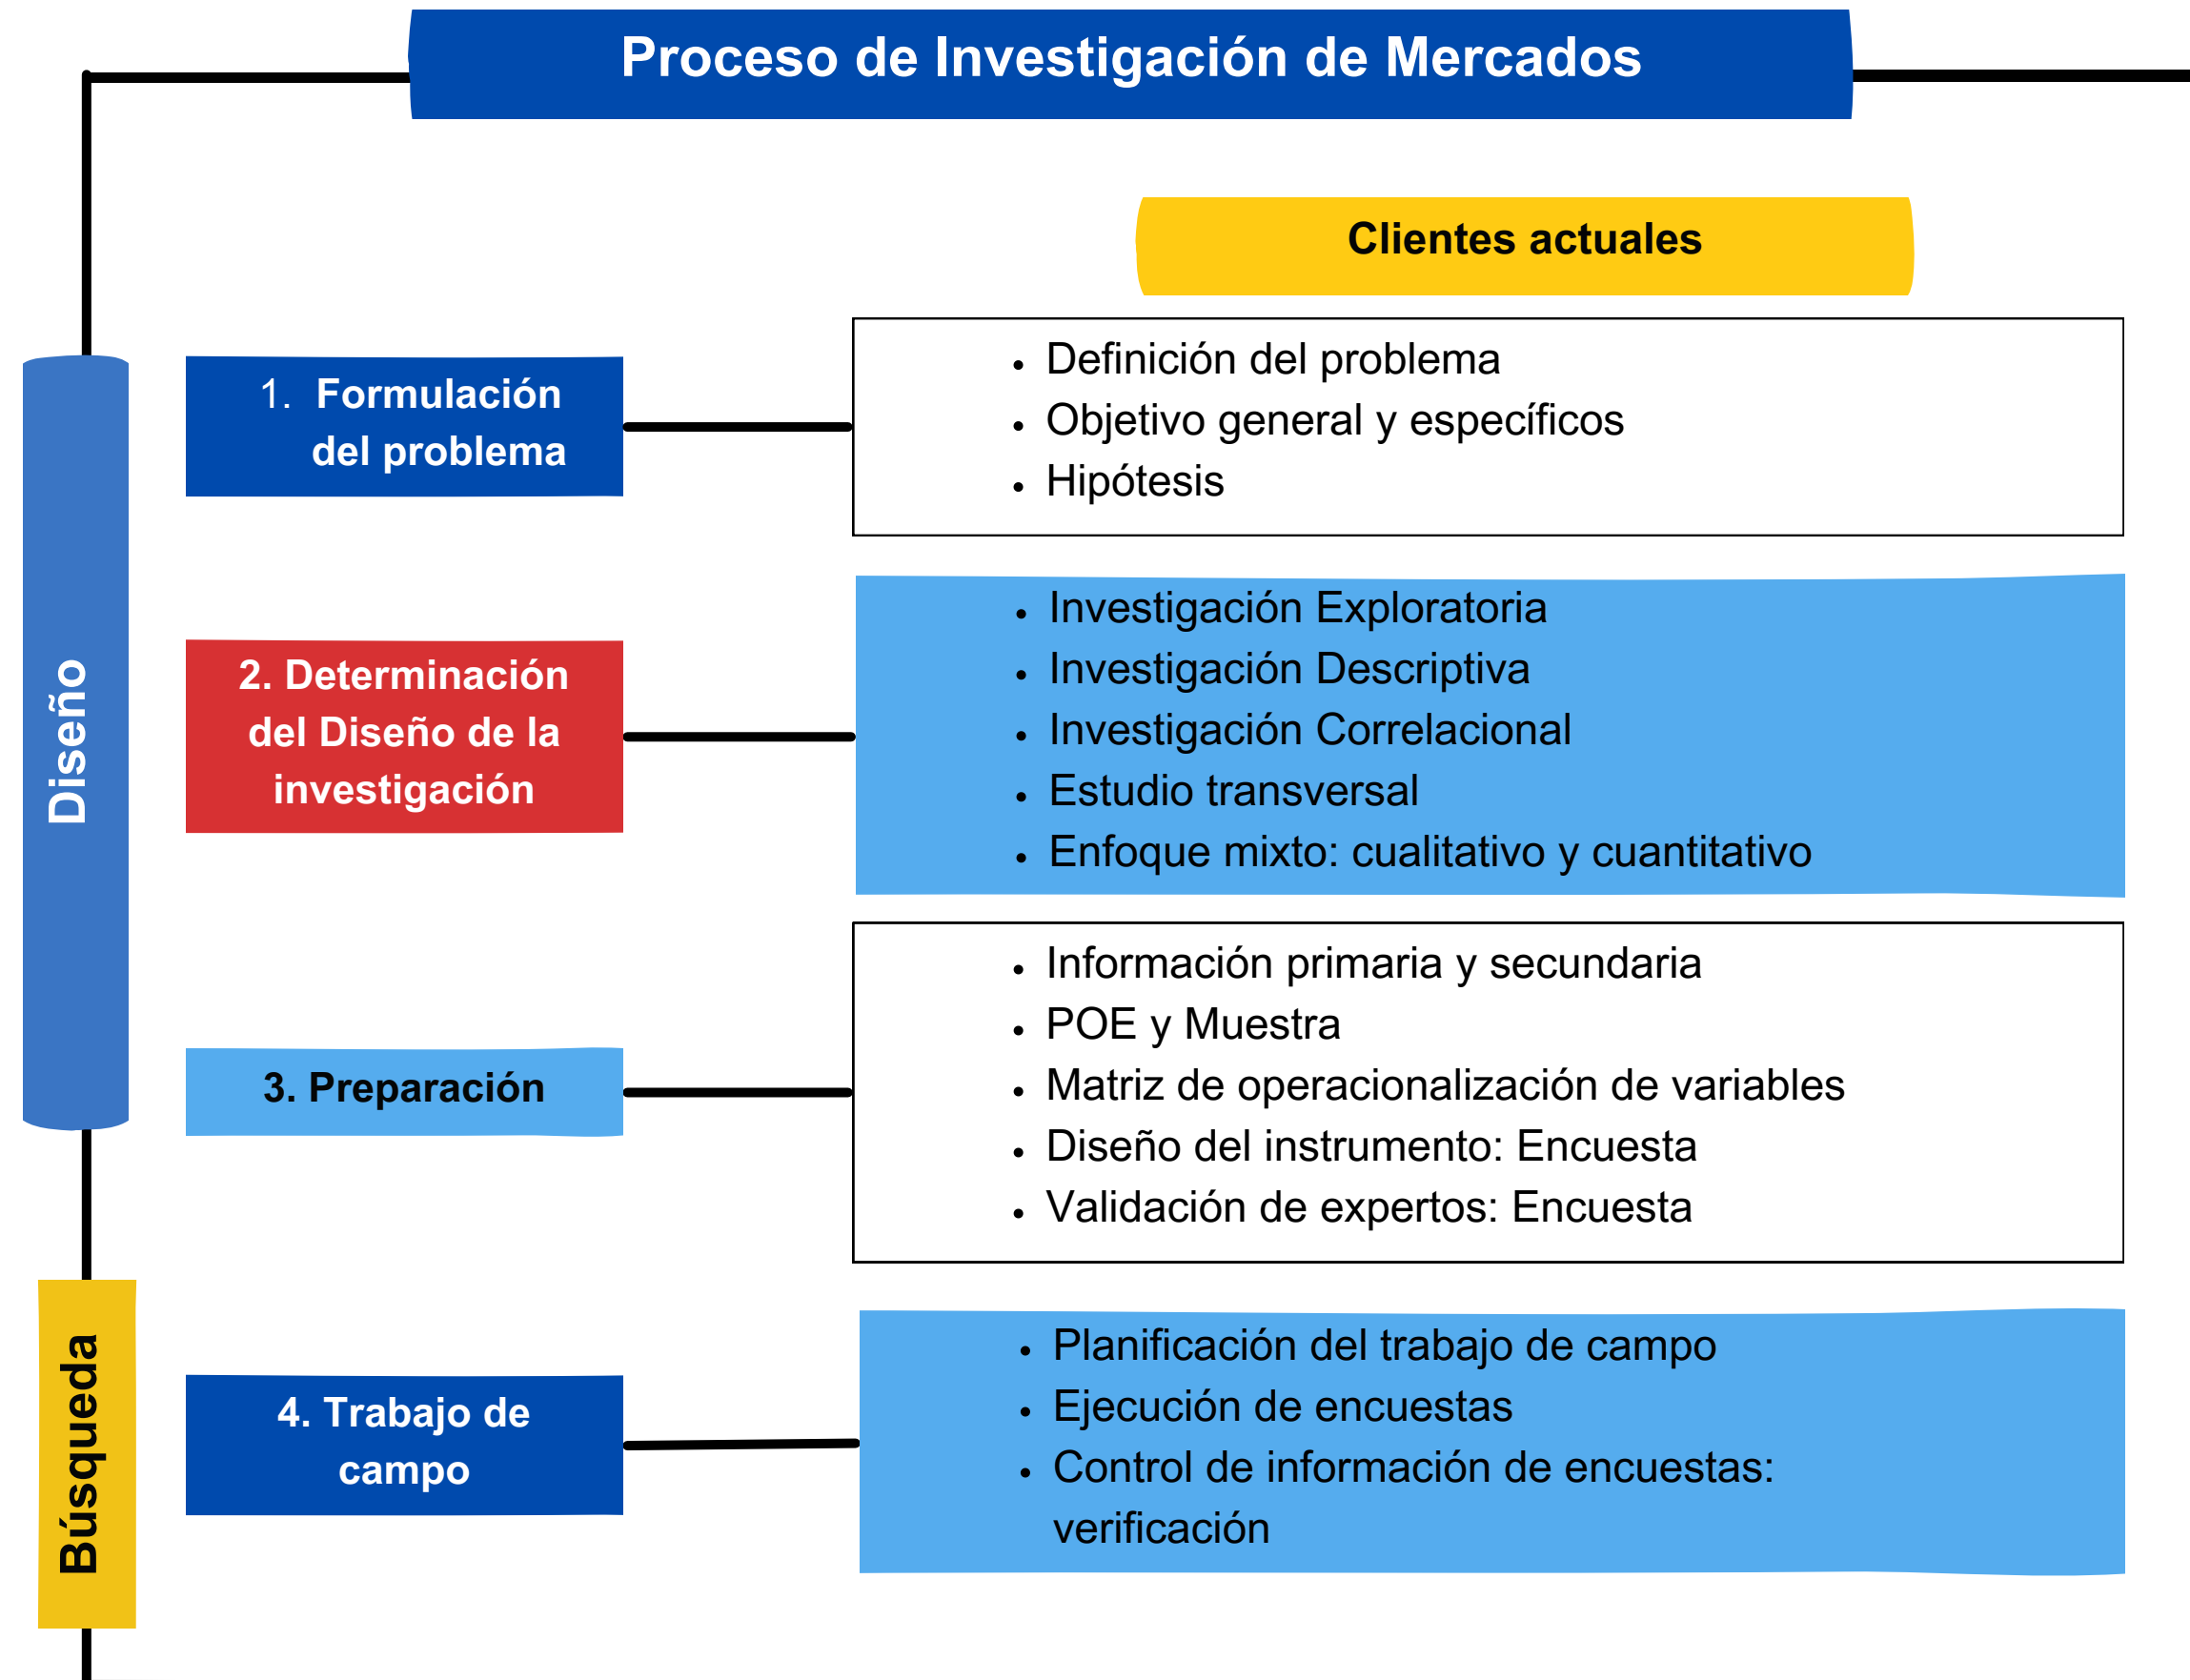 Proceso de Investigación de Mercados
Clientes actuales
Diseño
1. Formulación
del problema
• Definición del problema
• Objetivo general y específicos
• Hipótesis
2. Determinación
del Diseño de la
investigación
• Investigación Exploratoria
• Investigación Descriptiva
• Investigación Correlacional
• Estudio transversal
• Enfoque mixto: cualitativo y cuantitativo
3. Preparación
• Información primaria y secundaria
• POE y Muestra
• Matriz de operacionalización de variables
• Diseño del instrumento: Encuesta
• Validación de expertos: Encuesta
Búsqueda
4. Trabajo de
campo
• Planificación del trabajo de campo
• Ejecución de encuestas
• Control de información de encuestas:
verificación